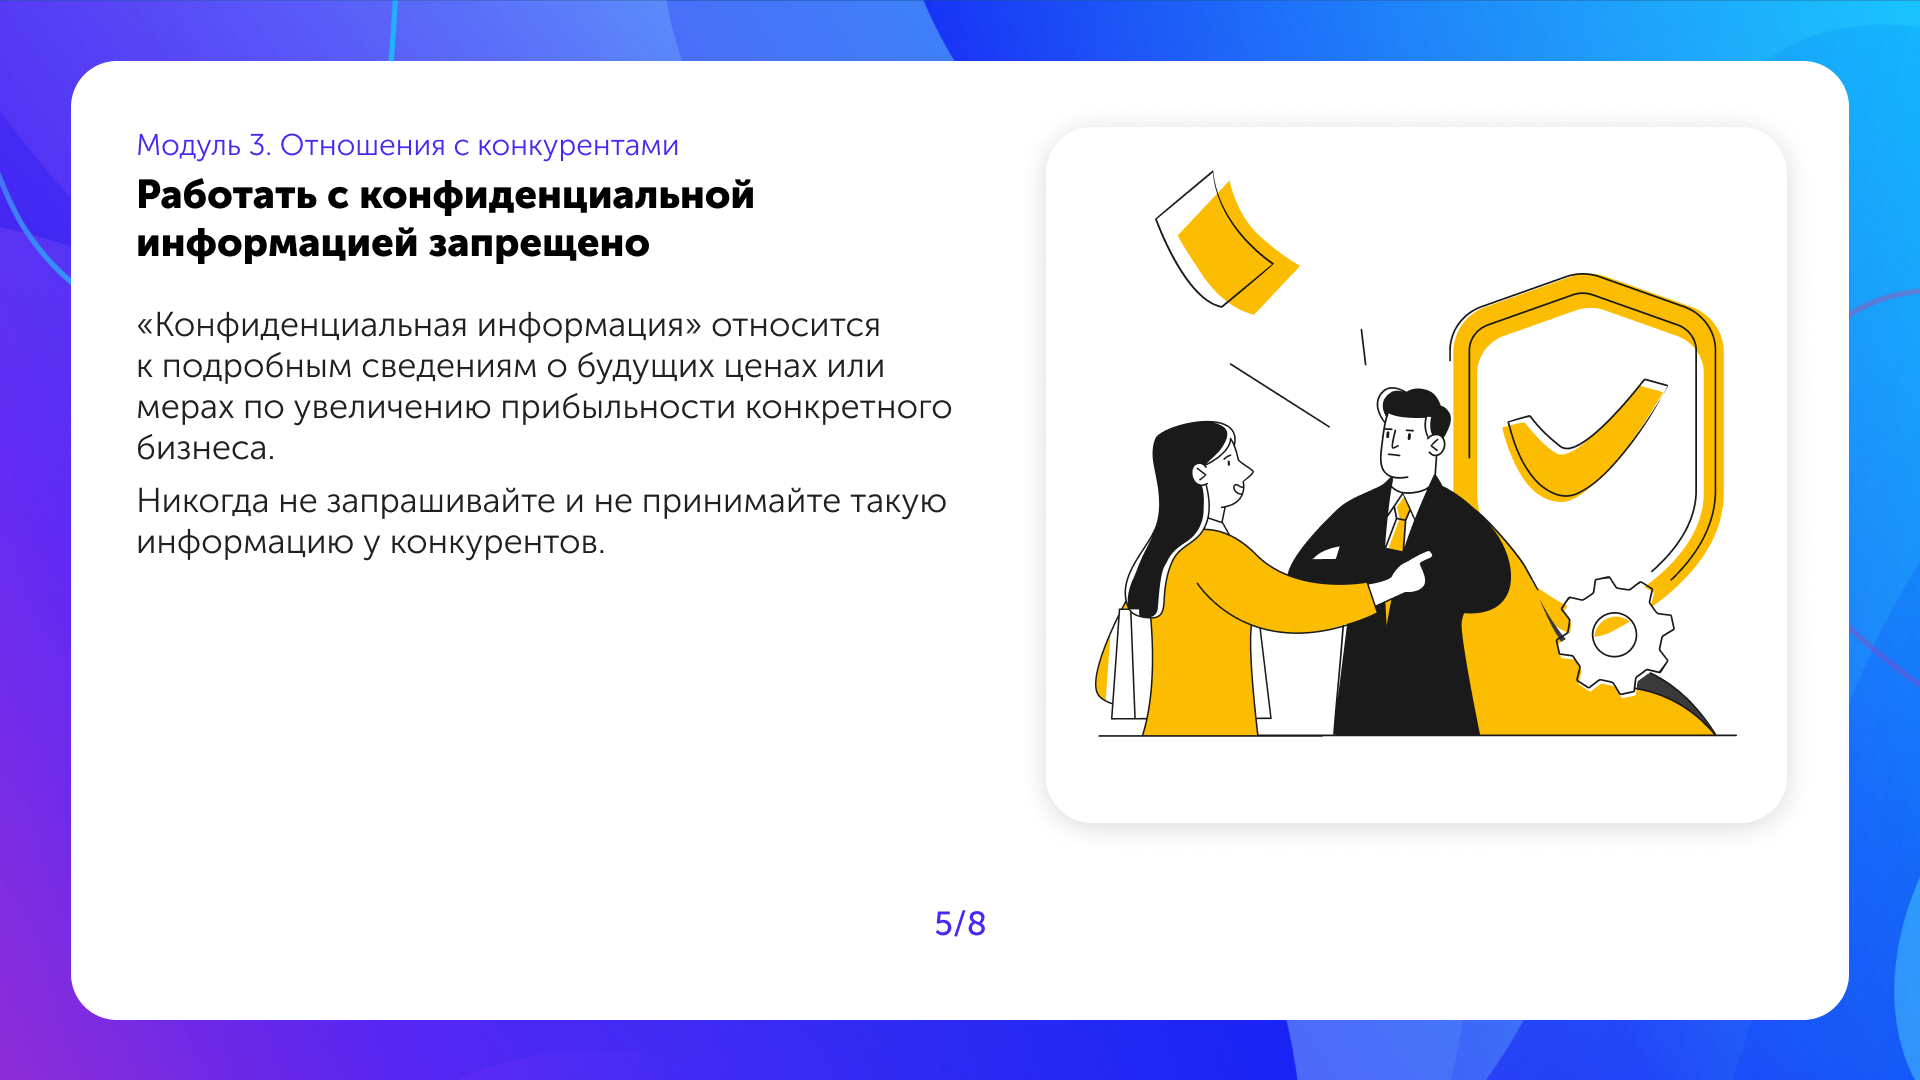 Модуль 3. Отношения с конкурентами
Работать с конфиденциальной
информацией запрещено
«Конфиденциальная информация» относится
к подробным сведениям о будущих ценах или
мерах по увеличению прибыльности конкретного
бизнеса.
Никогда не запрашивайте и не принимайте такую
информацию у конкурентов.
5/8